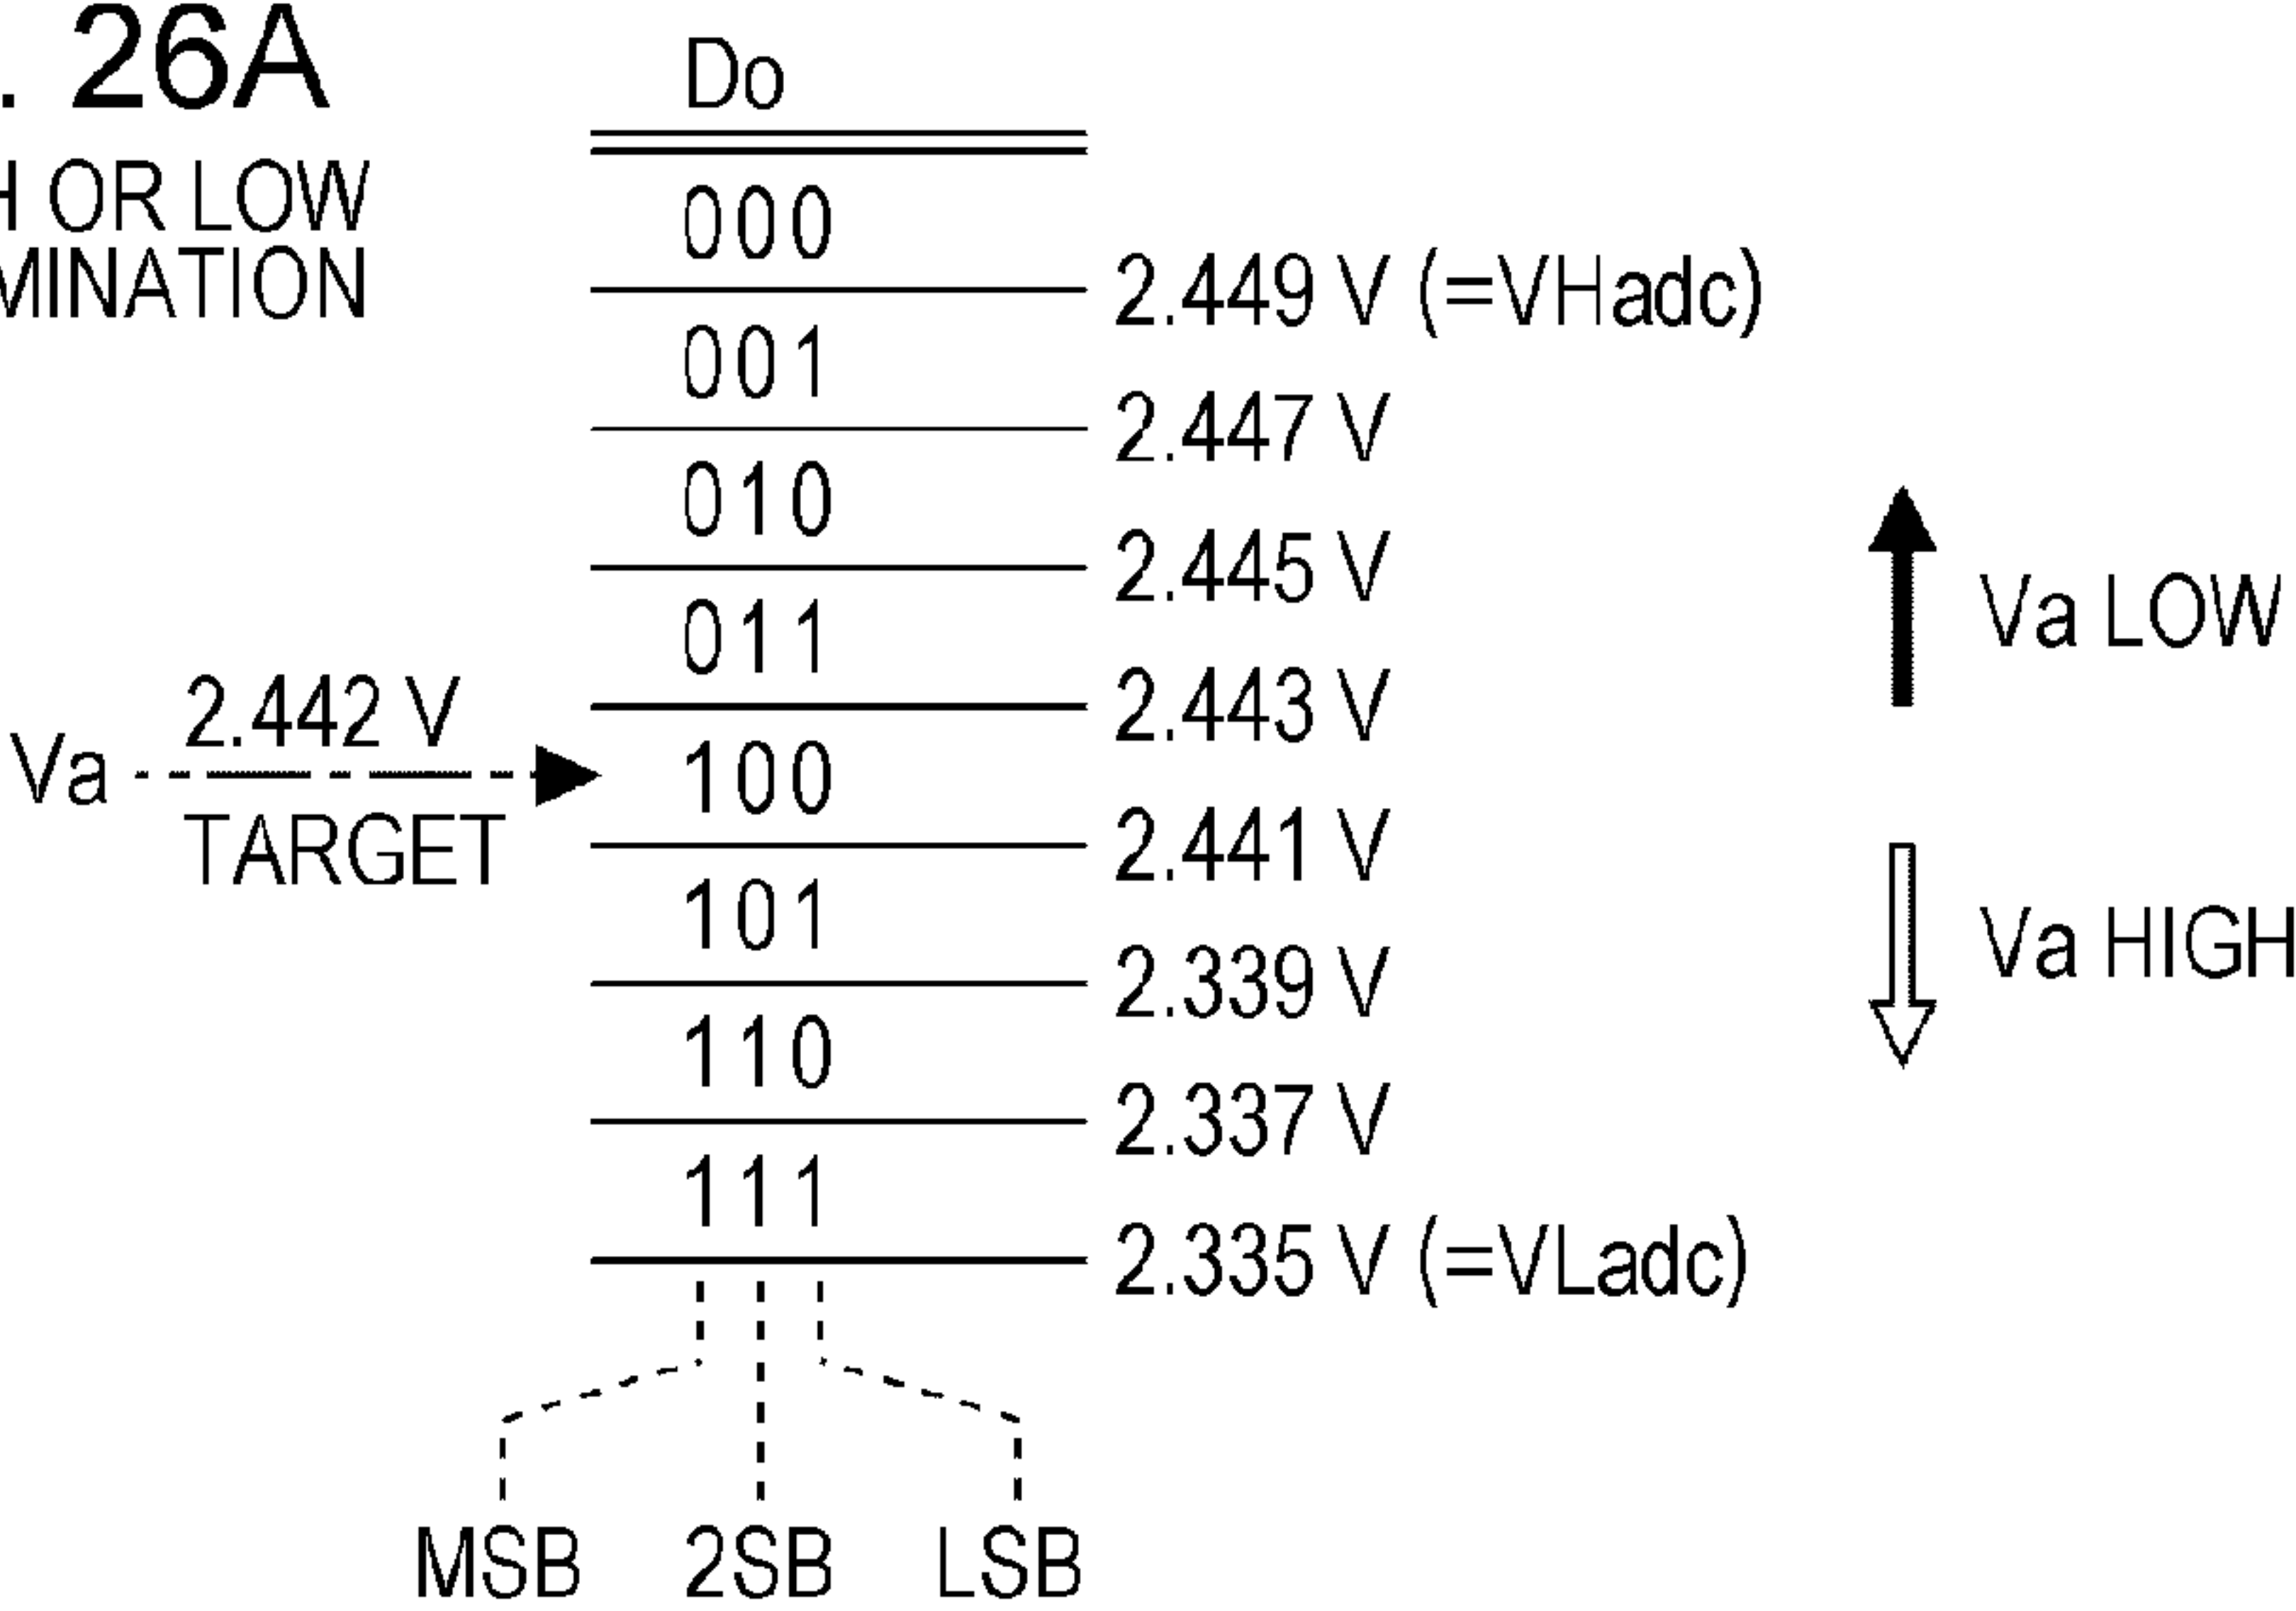 . 26A
H OR LOW
MINATION
Do
000
2.449 V (=VHadc)
001
2.447 V
010
2.445 V
011
2.443 V
Va LOW
Va
2.442 V
TARGET
100
2.441 V
101
Va HIGH
2.339 V
110
2.337 V
111
2.335 V (=VLadc)
MSB 2SB LSB